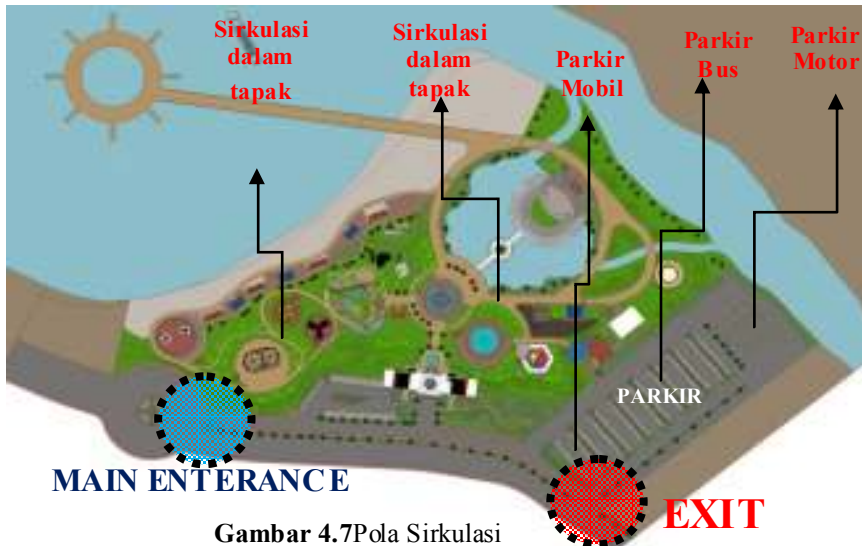 Sirkulasi
dalam
tapak
Sirkulasi
dalam
tapak
Parkir
Mobil
Parkir
Bus
Parkir
Motor
PARKIR
MAIN ENTERANCE
EXIT
Gambar 4.7Pola Sirkulasi